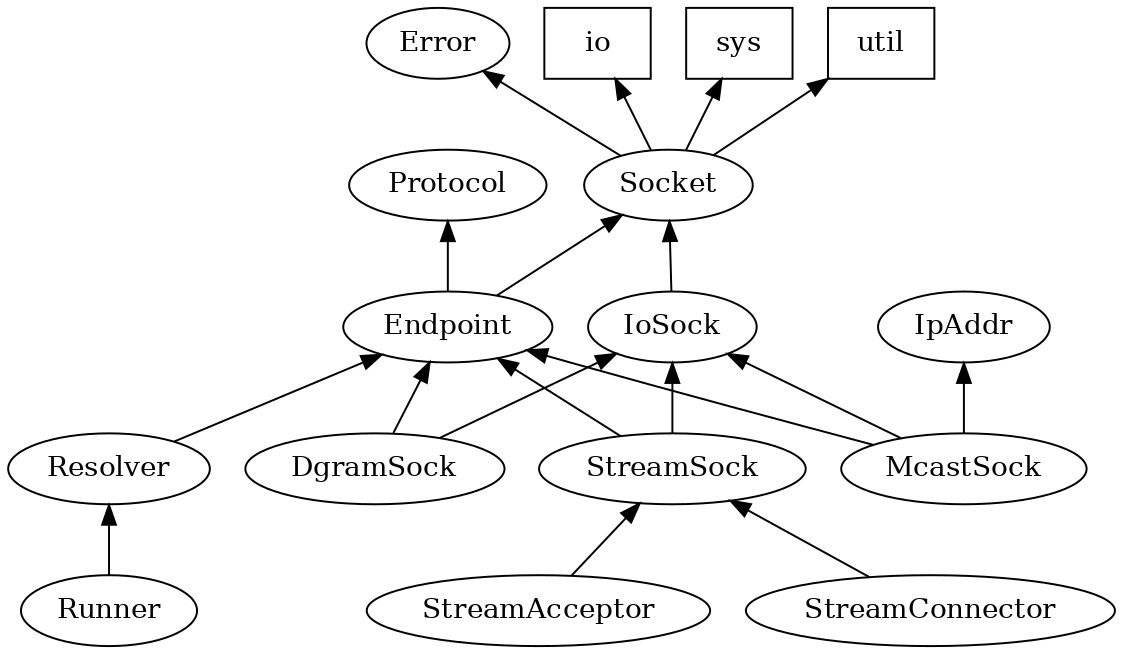 Error
io
sys
util
Protocol
Socket
Endpoint
IoSock
IpAddr
Resolver
DgramSock
StreamSock
McastSock
Runner
StreamAcceptor
StreamConnector